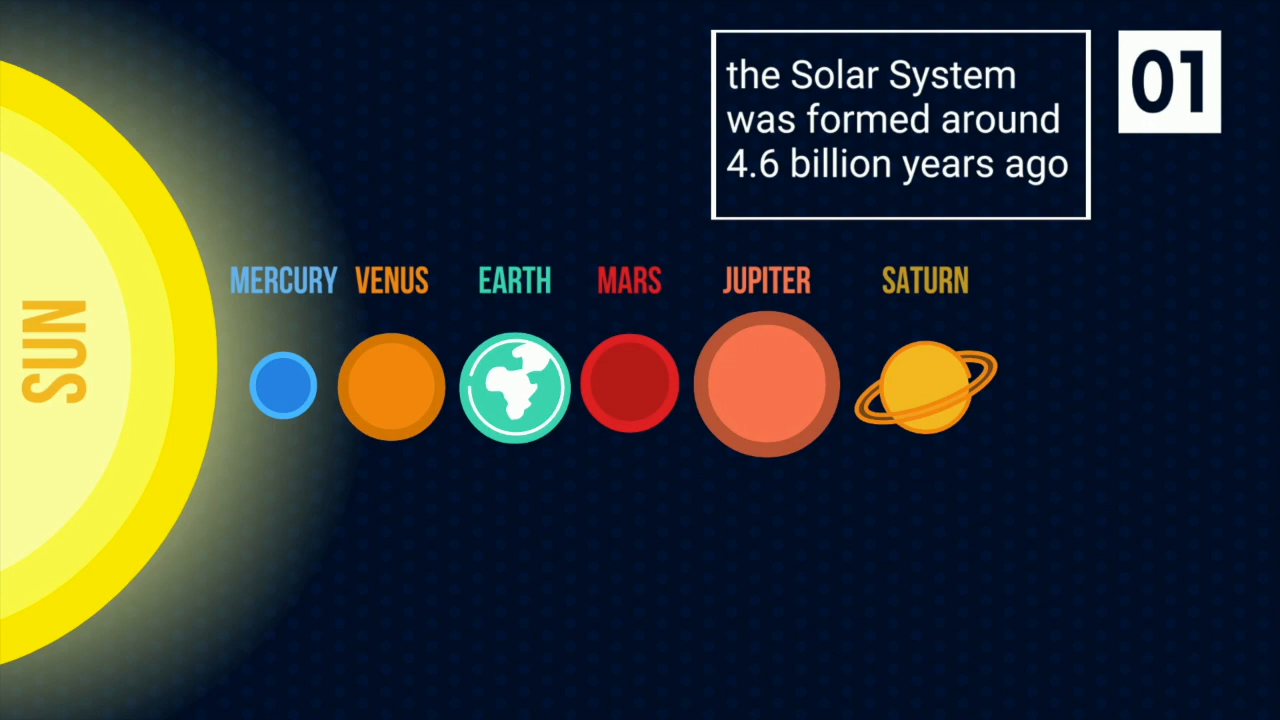 the Solar System
was formed around
4.6 billion years ago
01
MERCURY VENUS EARTH MARS JUPITER SATURN
SUN